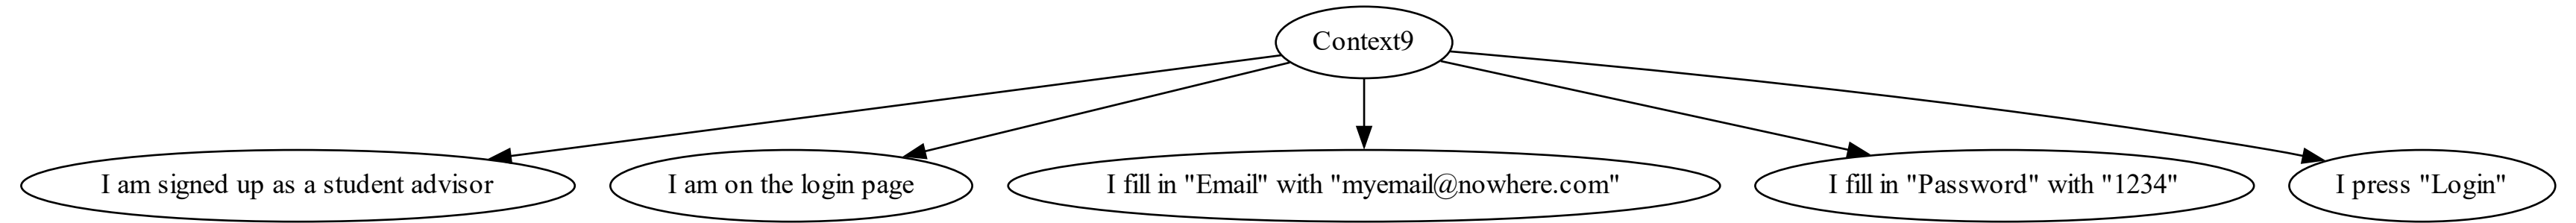 Context9
I am signed up as a student advisor
I am on the login page
I fill in "Email" with "myemail@nowhere.com"
I fill in "Password" with "1234"
I press "Login"